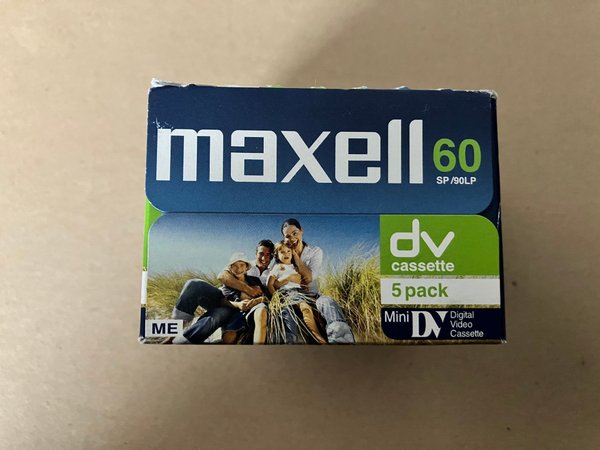 maxell 60
SP/90LP
dv
cassette
5 pack
ME
Mini DV Digital
Video
Cassette